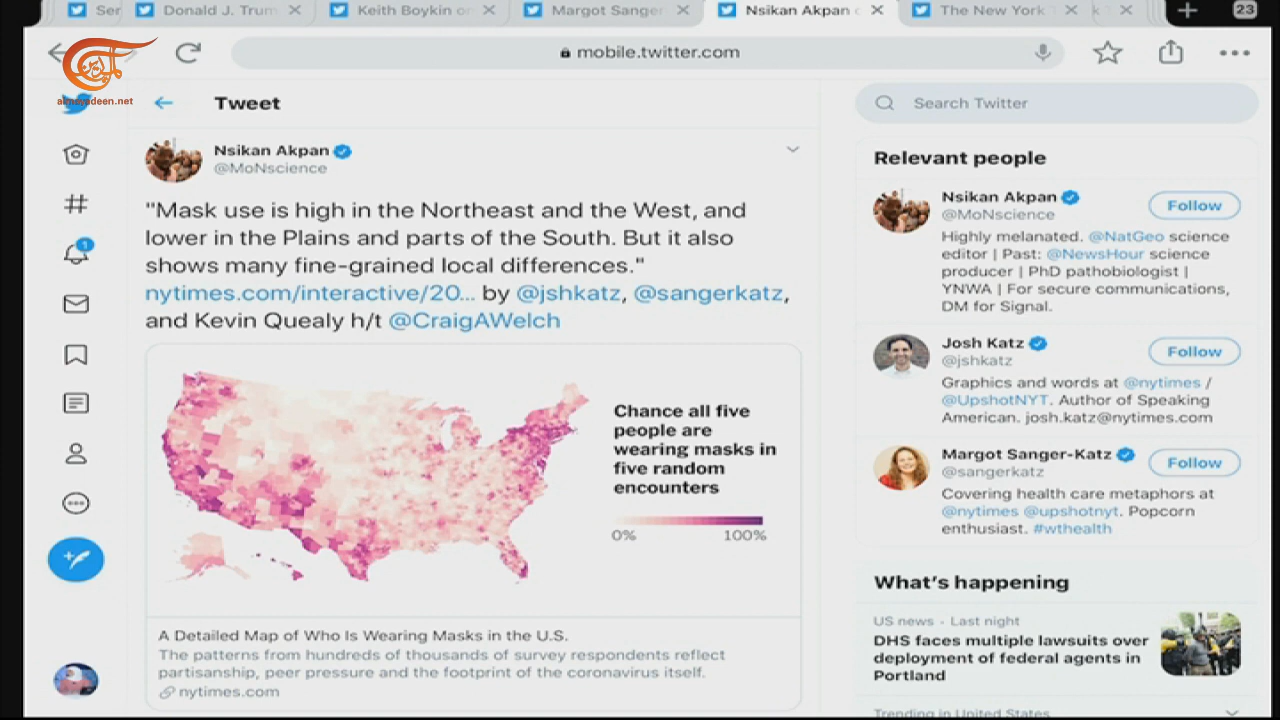 Ser
Donald J. Trum
Keith Boykin o
Margot Sanger
Nsikan Akpan
The New York
23
mobile.twitter.com
الميادين
almayadeen.net
Tweet
Search Twitter
Nsikan Akpan
@MoNscience
"Mask use is high in the Northeast and the West, and
lower in the Plains and parts of the South. But it also
shows many fine-grained local differences."
nytimes.com/interactive/20... by @jshkatz, @sangerkatz,
and Kevin Quealy h/t @CraigAWelch
Chance all five
people are
wearing masks in
five random
encounters
0% 100%
A Detailed Map of Who Is Wearing Masks in the U.S.
The patterns from hundreds of thousands of survey respondents reflect
partisanship, peer pressure and the footprint of the coronavirus itself.
nytimes.com
1
Relevant people
Nsikan Akpan
@MoNscience
Follow
Highly melanated. @NatGeo science
editor | Past: @NewsHour science
producer | PhD pathobiologist |
YNWA | For secure communications,
DM for Signal.
Josh Katz
@jshkatz
Follow
Graphics and words at @nytimes /
@UpshotNYT. Author of Speaking
American. josh.katz@nytimes.com
Margot Sanger-Katz
@sangerkatz
Follow
Covering health care metaphors at
@nytimes @upshotnyt. Popcorn
enthusiast. #wthealth
What's happening
US news · Last night
DHS faces multiple lawsuits over
deployment of federal agents in
Portland
Trending in United States